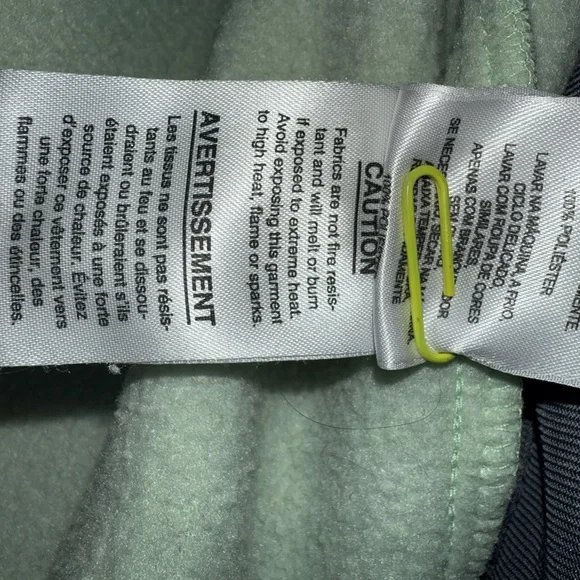 100% POLIÉSTER
LAVAR NA MÁQUINA
CICLO DELICADO, A FRIO.
LAVAR COM ROUPA DE CORES
SIMILARES.
APENAS COM
SE
CAUTION
Fabrics are not fire resis-
tant and will melt or burn
if exposed to extreme heat.
Avoid exposing this garment
to high heat, flame or sparks.
AVERTISSEMENT
Les tissus ne sont pas résis-
tants au feu et se dissou-
draient ou brûleraient s'ils
étaient exposés à une forte
source de chaleur. Évitez
d'exposer ce vêtement vers
une forte chaleur, des
flammes ou des étincelles.